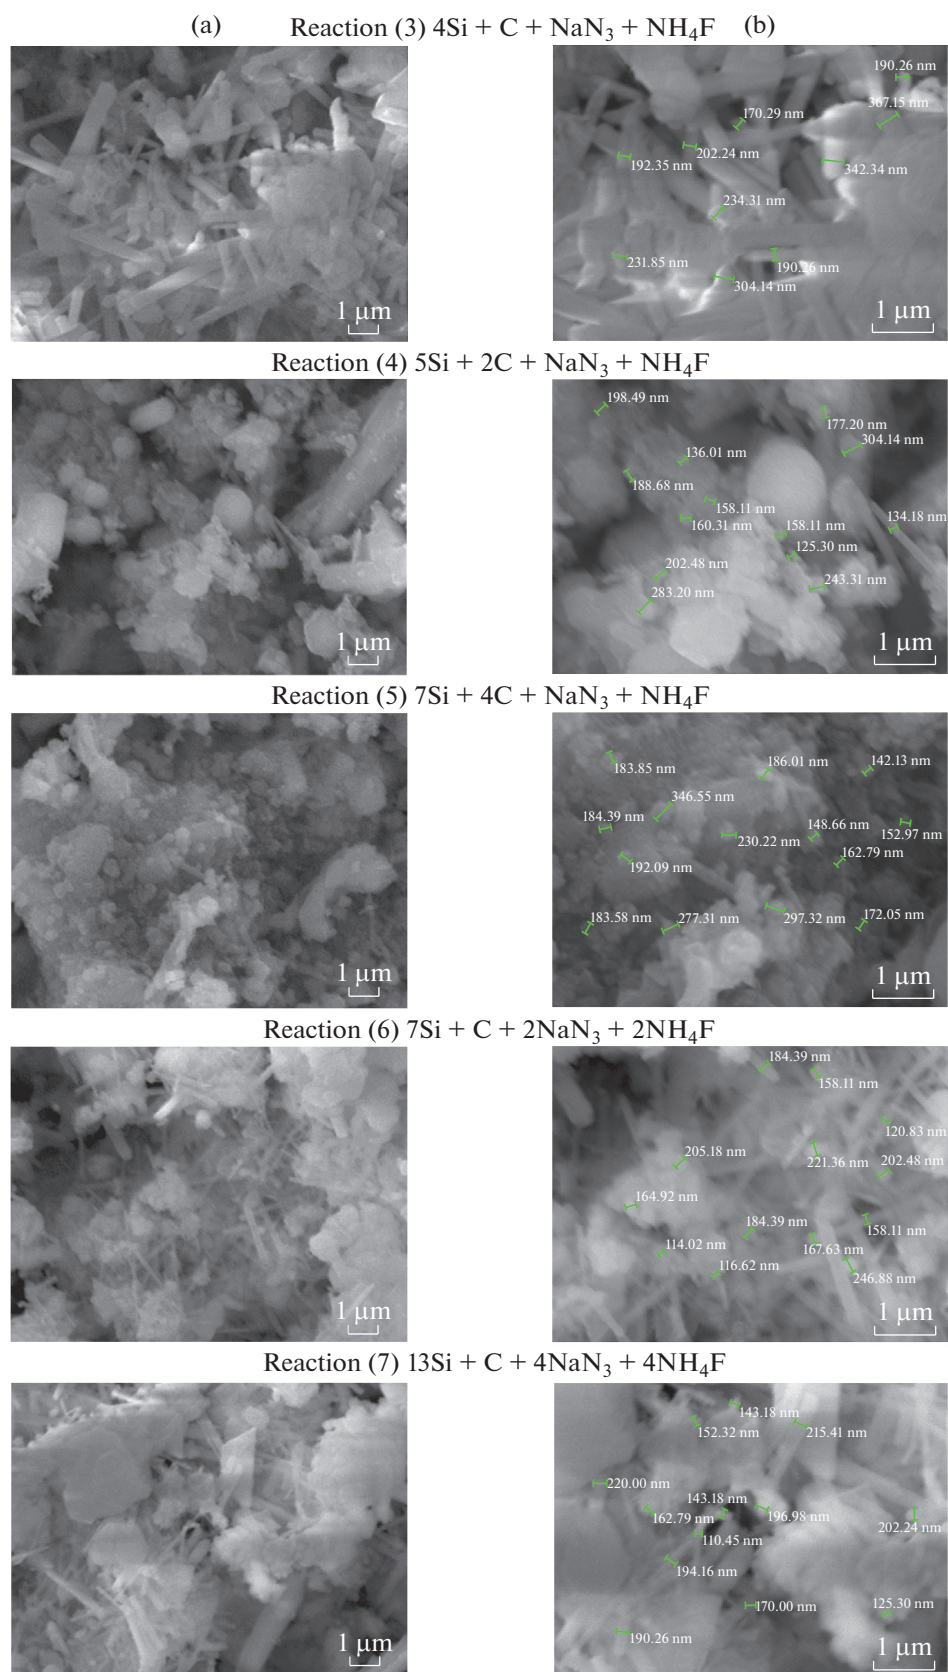 (a) Reaction (3) 4Si + C + NaN₃ + NH₄F (b)
190.26 nm
367.15 nm
170.29 nm
202.24 nm
192.35 nm
342.34 nm
234.31 nm
231.85 nm
190.26 nm
304.14 nm
1 μm
1 μm
Reaction (4) 5Si + 2C + NaN₃ + NH₄F
198.49 nm
177.20 nm
304.14 nm
136.01 nm
188.68 nm
158.11 nm
160.31 nm
158.11 nm
134.18 nm
125.30 nm
202.48 nm
243.31 nm
283.20 nm
1 μm
1 μm
Reaction (5) 7Si + 4C + NaN₃ + NH₄F
186.01 nm
142.13 nm
183.85 nm
346.55 nm
184.39 nm
148.66 nm
152.97 nm
230.22 nm
162.79 nm
192.09 nm
183.58 nm
277.31 nm
297.32 nm
172.05 nm
1 μm
1 μm
Reaction (6) 7Si + C + 2NaN₃ + 2NH₄F
184.39 nm
158.11 nm
120.83 nm
205.18 nm
221.36 nm
202.48 nm
164.92 nm
184.39 nm
158.11 nm
114.02 nm
167.63 nm
116.62 nm
246.88 nm
1 μm
1 μm
Reaction (7) 13Si + C + 4NaN₃ + 4NH₄F
143.18 nm
152.32 nm
215.41 nm
220.00 nm
143.18 nm
162.79 nm
196.98 nm
202.24 nm
110.45 nm
194.16 nm
170.00 nm
125.30 nm
190.26 nm
1 μm
1 μm